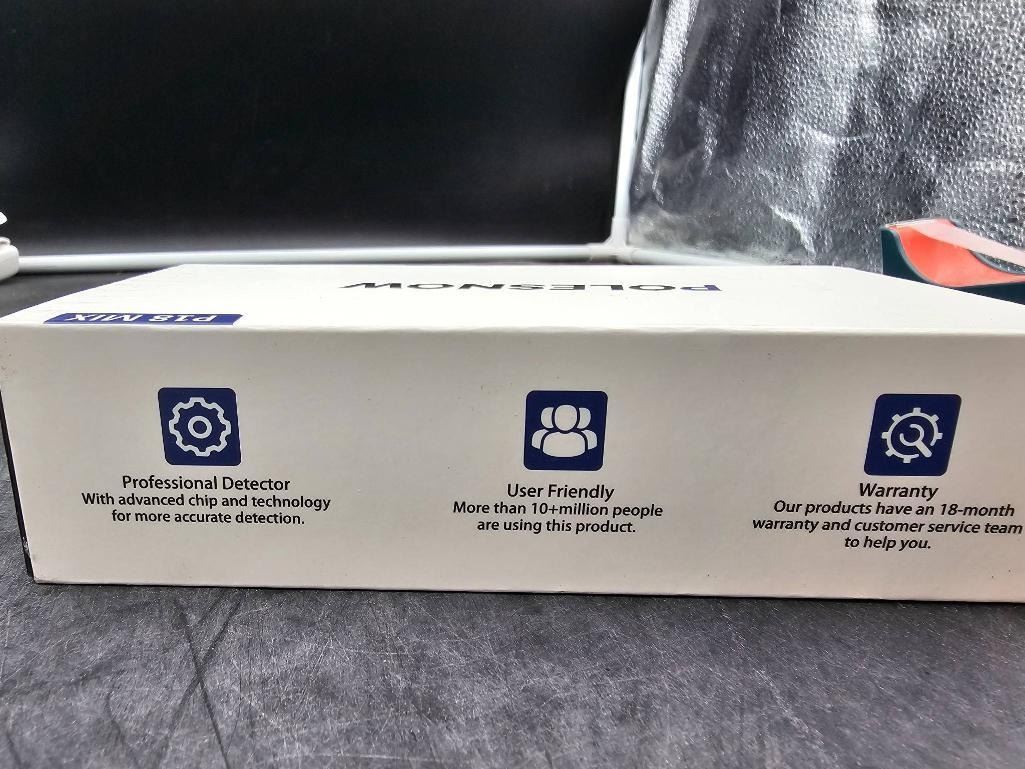 POLESNOW
P18 MIX
Professional Detector
With advanced chip and technology
for more accurate detection.
User Friendly
More than 10+million people
are using this product.
Warranty
Our products have an 18-month
warranty and customer service team
to help you.